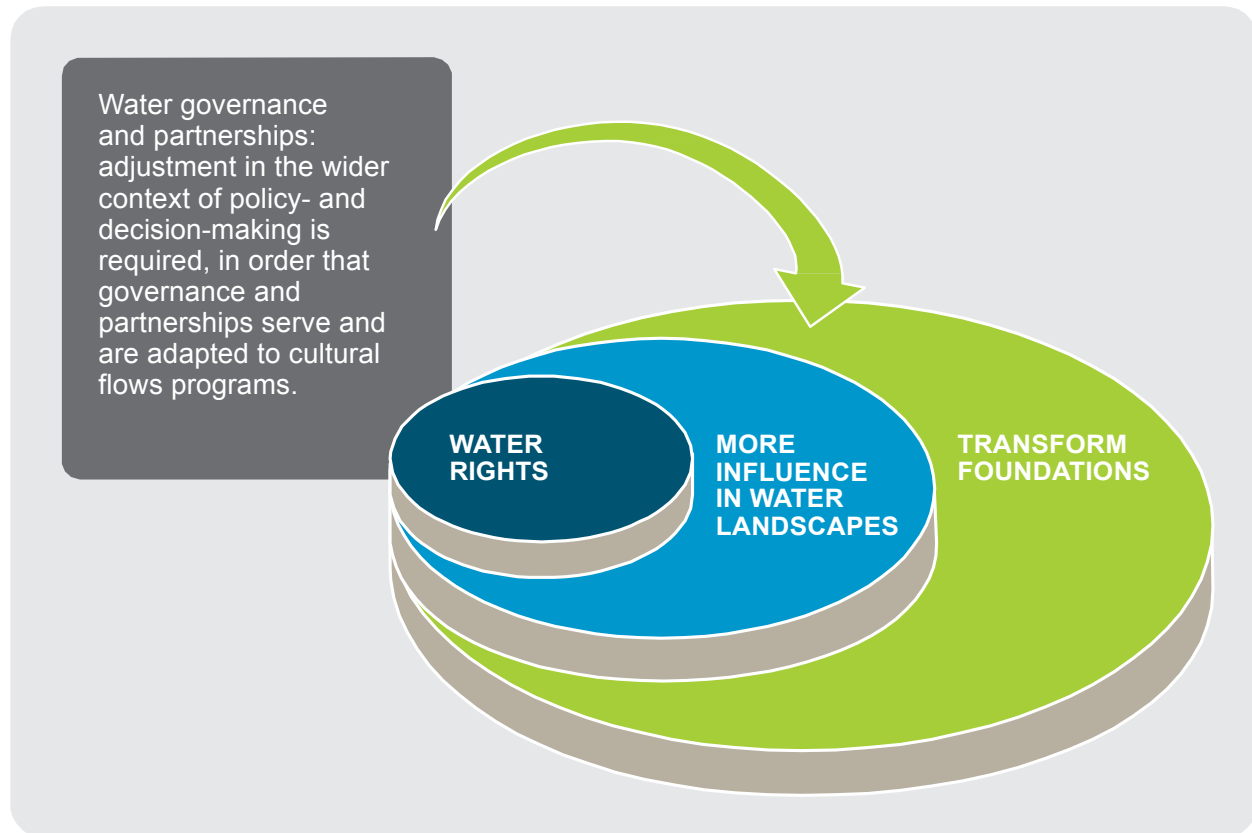 Water governance
and partnerships:
adjustment in the wider
context of policy- and
decision-making is
required, in order that
governance and
partnerships serve and
are adapted to cultural
flows programs.
WATER
RIGHTS
MORE
INFLUENCE
IN WATER
LANDSCAPES
TRANSFORM
FOUNDATIONS